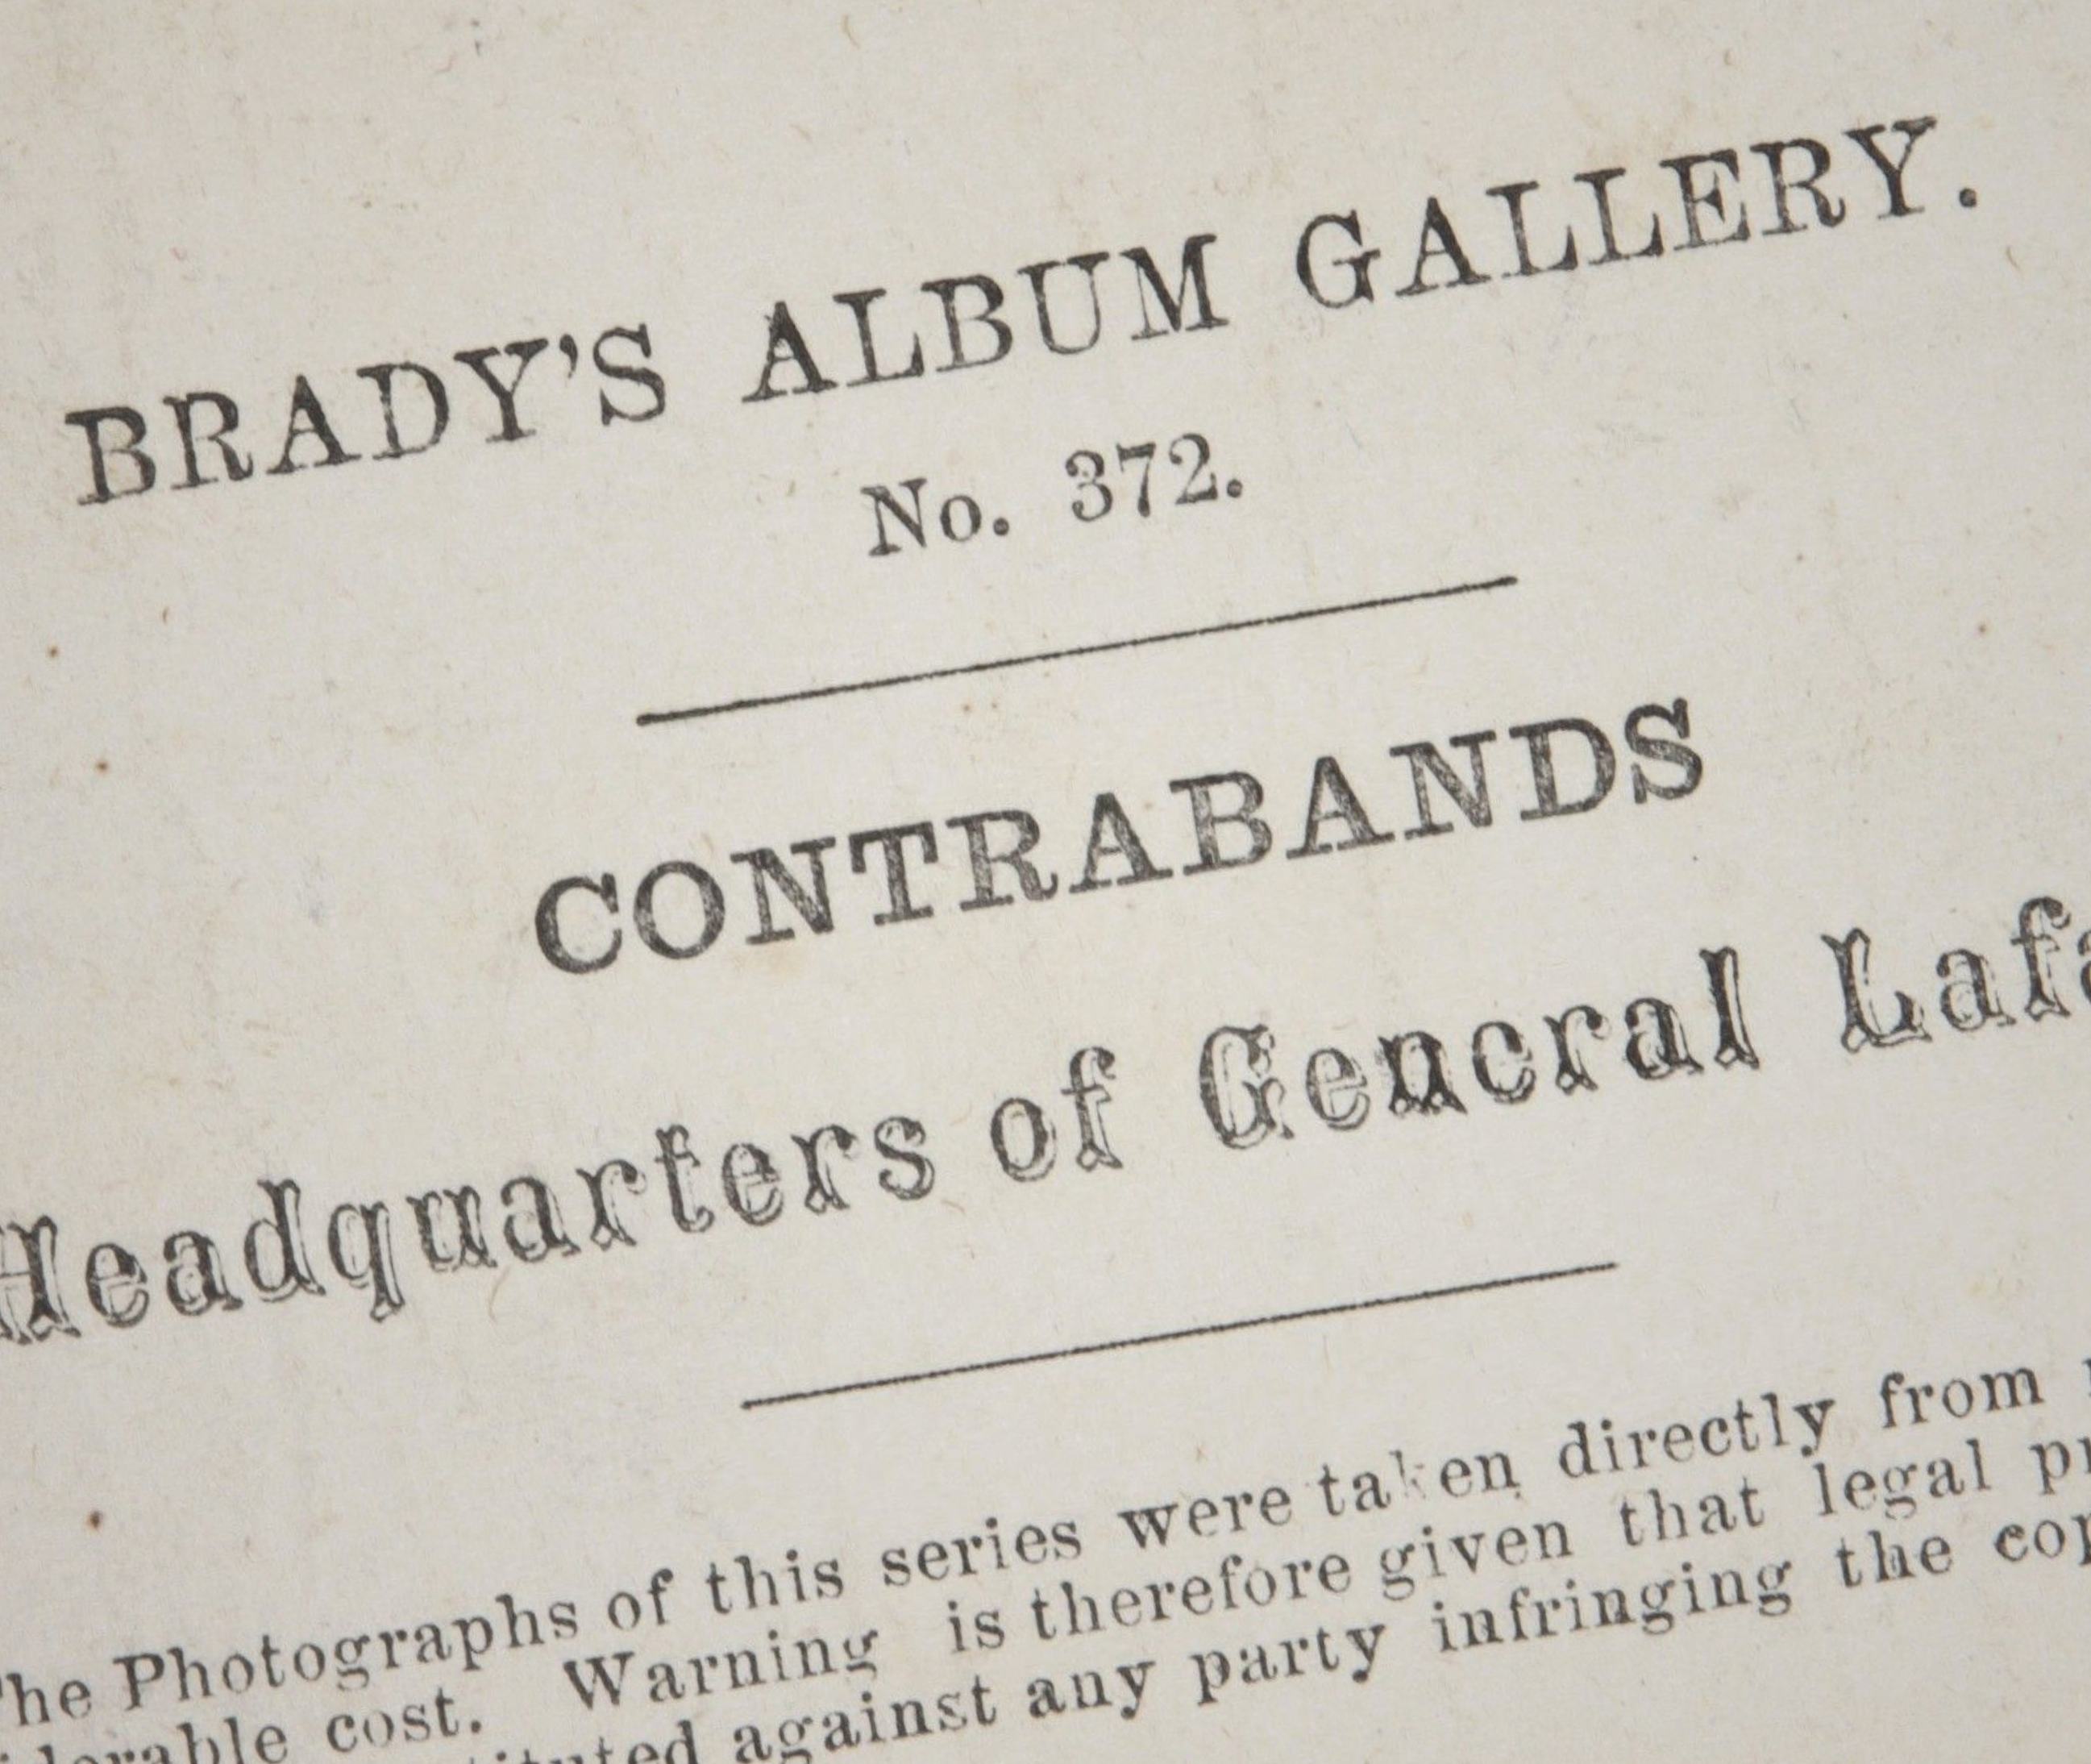 BRADY'S ALBUM GALLERY.
No. 372.
CONTRABANDS
Headquarters of General
The Photographs of this series were taken directly from
cost. Warning is therefore given that legal
against any party infringing the